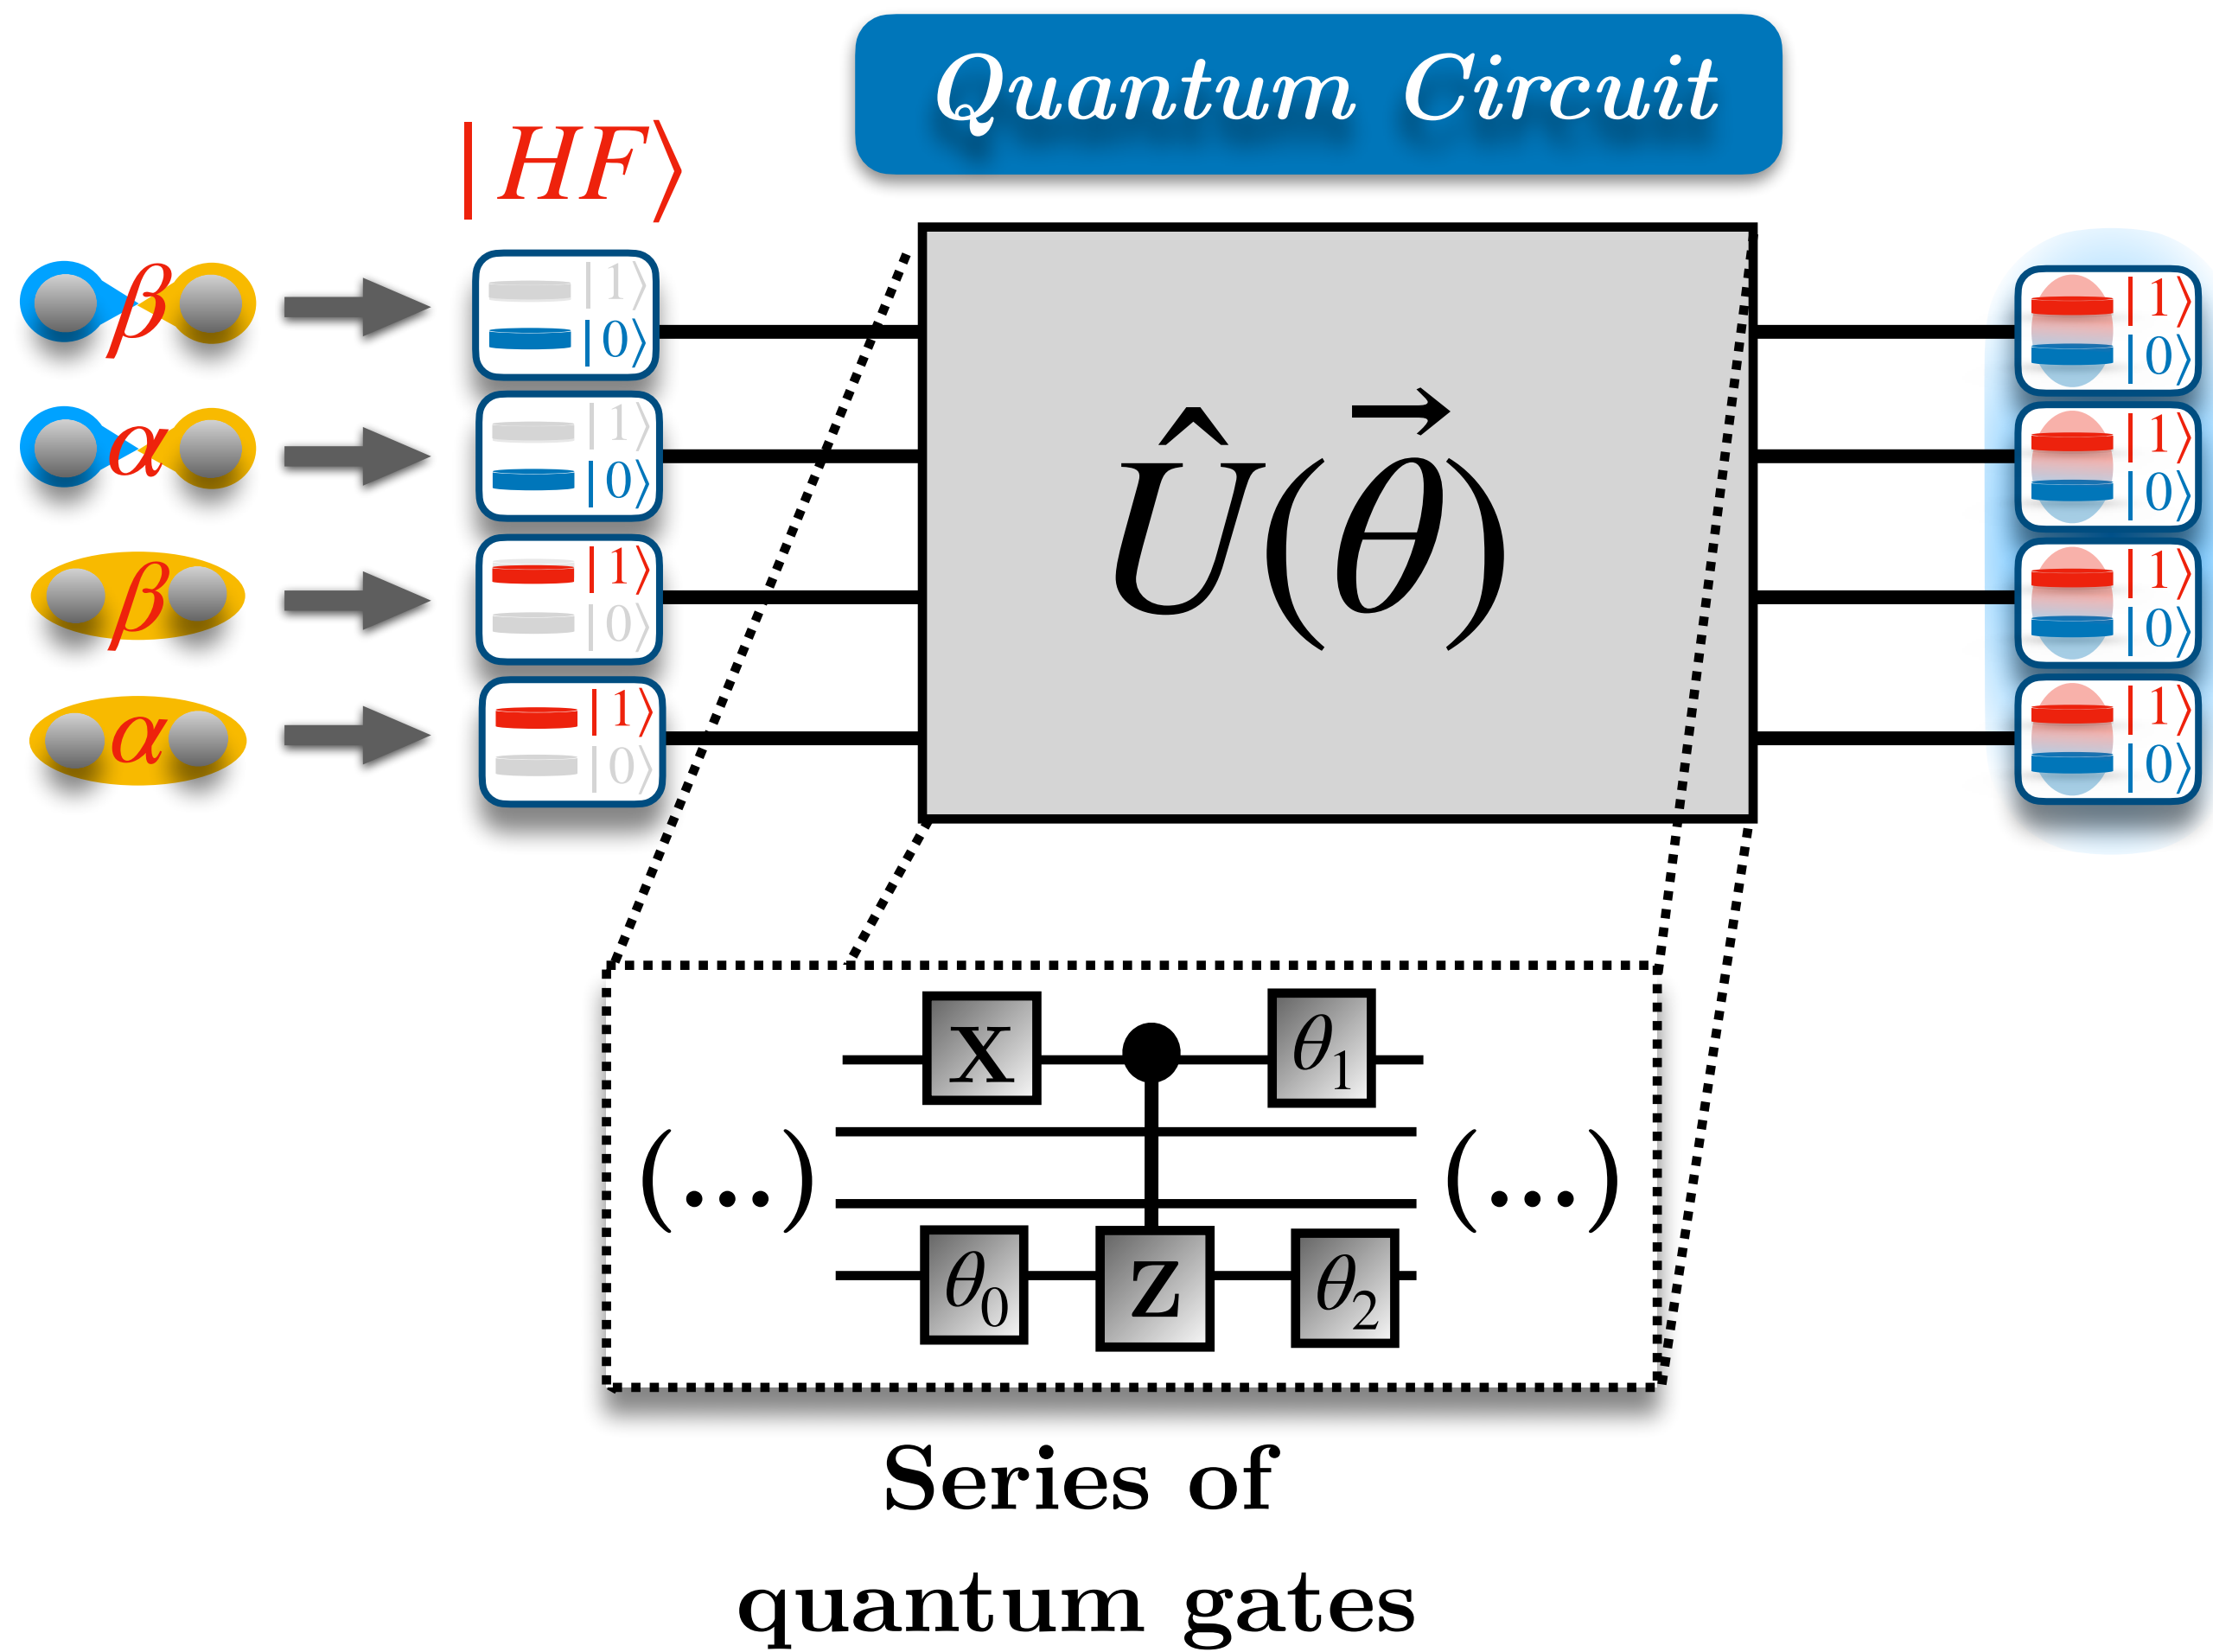 Quantum Circuit
|HF⟩
β
|1⟩
|0⟩
|1⟩
|0⟩
α
|1⟩
|0⟩
|1⟩
|0⟩
β
|1⟩
|0⟩
|1⟩
|0⟩
α
|1⟩
|0⟩
|1⟩
|0⟩
Û(θ⃗)
X
θ₁
(...)
(...)
θ₀
Z
θ₂
Series of
quantum gates